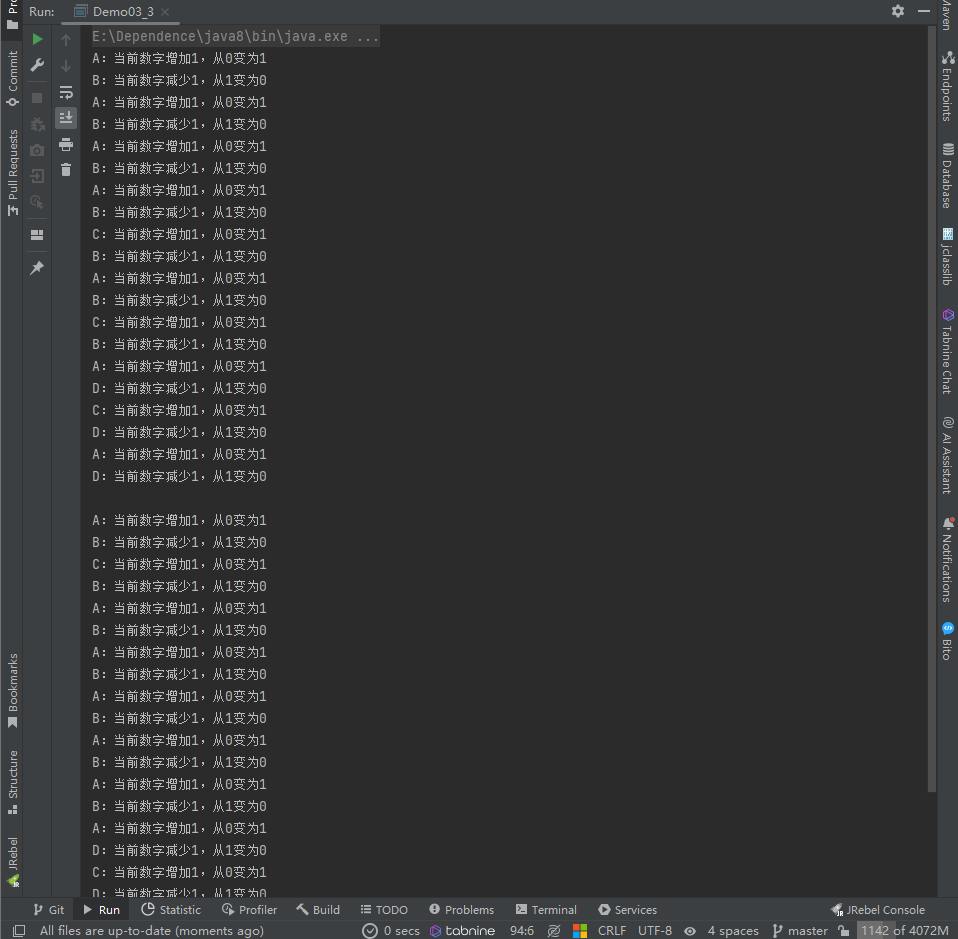 Run: Demo03_3
E:\Dependence\java8\bin\java.exe ...
A：当前数字增加1，从0变为1
B：当前数字减少1，从1变为0
A：当前数字增加1，从0变为1
B：当前数字减少1，从1变为0
A：当前数字增加1，从0变为1
B：当前数字减少1，从1变为0
A：当前数字增加1，从0变为1
B：当前数字减少1，从1变为0
C：当前数字增加1，从0变为1
B：当前数字减少1，从1变为0
A：当前数字增加1，从0变为1
B：当前数字减少1，从1变为0
C：当前数字增加1，从0变为1
B：当前数字减少1，从1变为0
A：当前数字增加1，从0变为1
D：当前数字减少1，从1变为0
C：当前数字增加1，从0变为1
D：当前数字减少1，从1变为0
A：当前数字增加1，从0变为1
D：当前数字减少1，从1变为0
A：当前数字增加1，从0变为1
B：当前数字减少1，从1变为0
C：当前数字增加1，从0变为1
B：当前数字减少1，从1变为0
A：当前数字增加1，从0变为1
B：当前数字减少1，从1变为0
A：当前数字增加1，从0变为1
B：当前数字减少1，从1变为0
A：当前数字增加1，从0变为1
B：当前数字减少1，从1变为0
A：当前数字增加1，从0变为1
B：当前数字减少1，从1变为0
A：当前数字增加1，从0变为1
B：当前数字减少1，从1变为0
A：当前数字增加1，从0变为1
D：当前数字减少1，从1变为0
C：当前数字增加1，从0变为1
D：当前数字减少1，从1变为0
Commit
Pull Requests
Bookmarks
Structure
JRebel
Maven
Endpoints
Database
jclasslib
Tabnine Chat
AI Assistant
Notifications
Bito
Git Run Statistic Profiler Build TODO Problems Terminal Services JRebel Console
All files are up-to-date (moments ago) 0 secs tabnine 94:6 CRLF UTF-8 4 spaces master 1142 of 4072M